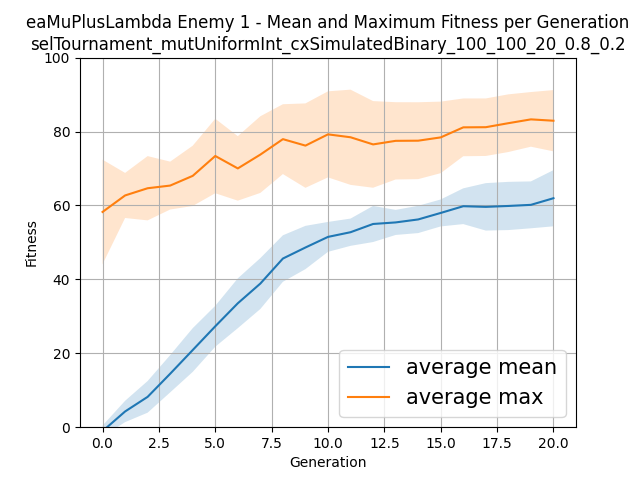 eaMuPlusLambda Enemy 1 - Mean and Maximum Fitness per Generation
selTournament_mutUniformInt_cxSimulatedBinary_100_100_20_0.8_0.2
100
80
60
40
20
0
Fitness
average mean
average max
0.0 2.5 5.0 7.5 10.0 12.5 15.0 17.5 20.0
Generation